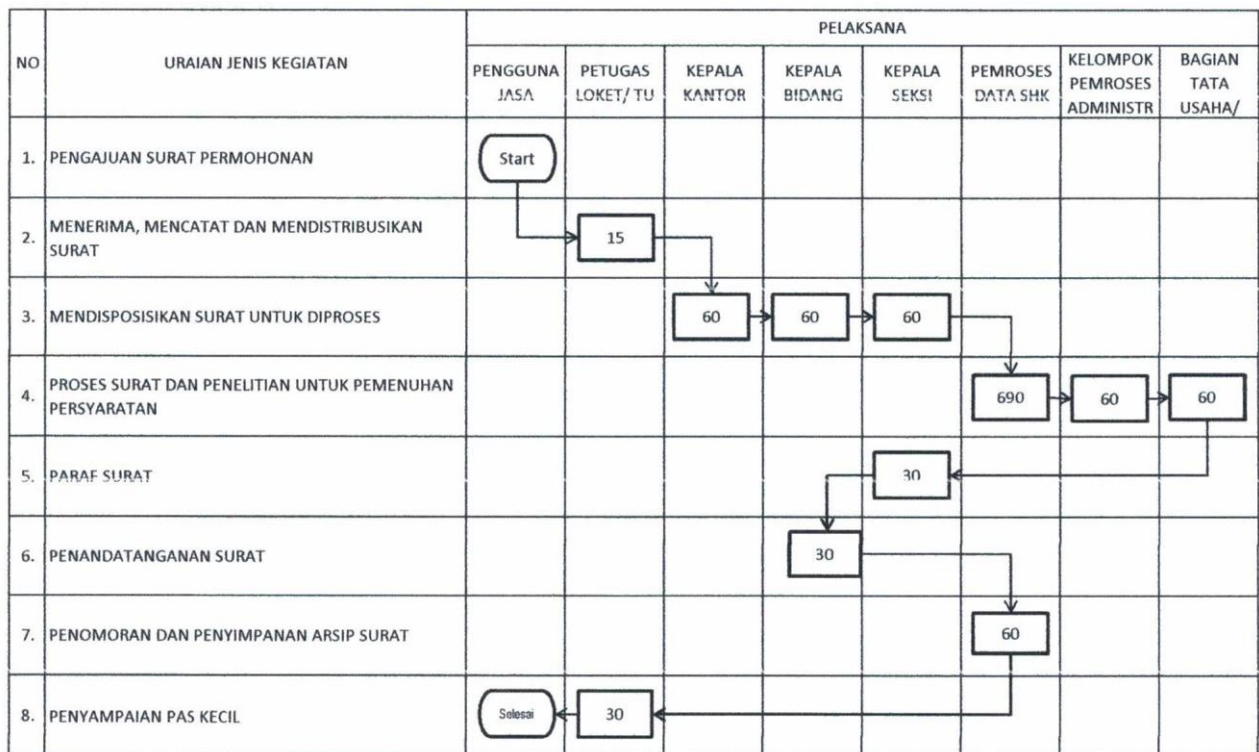 PELAKSANA
NO
URAIAN JENIS KEGIATAN
PENGGUNA
JASA
PETUGAS
LOKET/ TU
KEPALA
KANTOR
KEPALA
BIDANG
KEPALA
SEKSI
PEMROSES
DATA SHK
KELOMPOK
PEMROSES
ADMINISTR
BAGIAN
TATA
USAHA/
1. PENGAJUAN SURAT PERMOHONAN
Start
2. MENERIMA, MENCATAT DAN MENDISTRIBUSIKAN
SURAT
15
3. MENDISPOSISIKAN SURAT UNTUK DIPROSES
60 60 60
4. PROSES SURAT DAN PENELITIAN UNTUK PEMENUHAN
PERSYARATAN
690 60 60
5. PARAF SURAT
30
6. PENANDATANGANAN SURAT
30
7. PENOMORAN DAN PENYIMPANAN ARSIP SURAT
60
8. PENYAMPAIAN PAS KECIL
Selesai 30